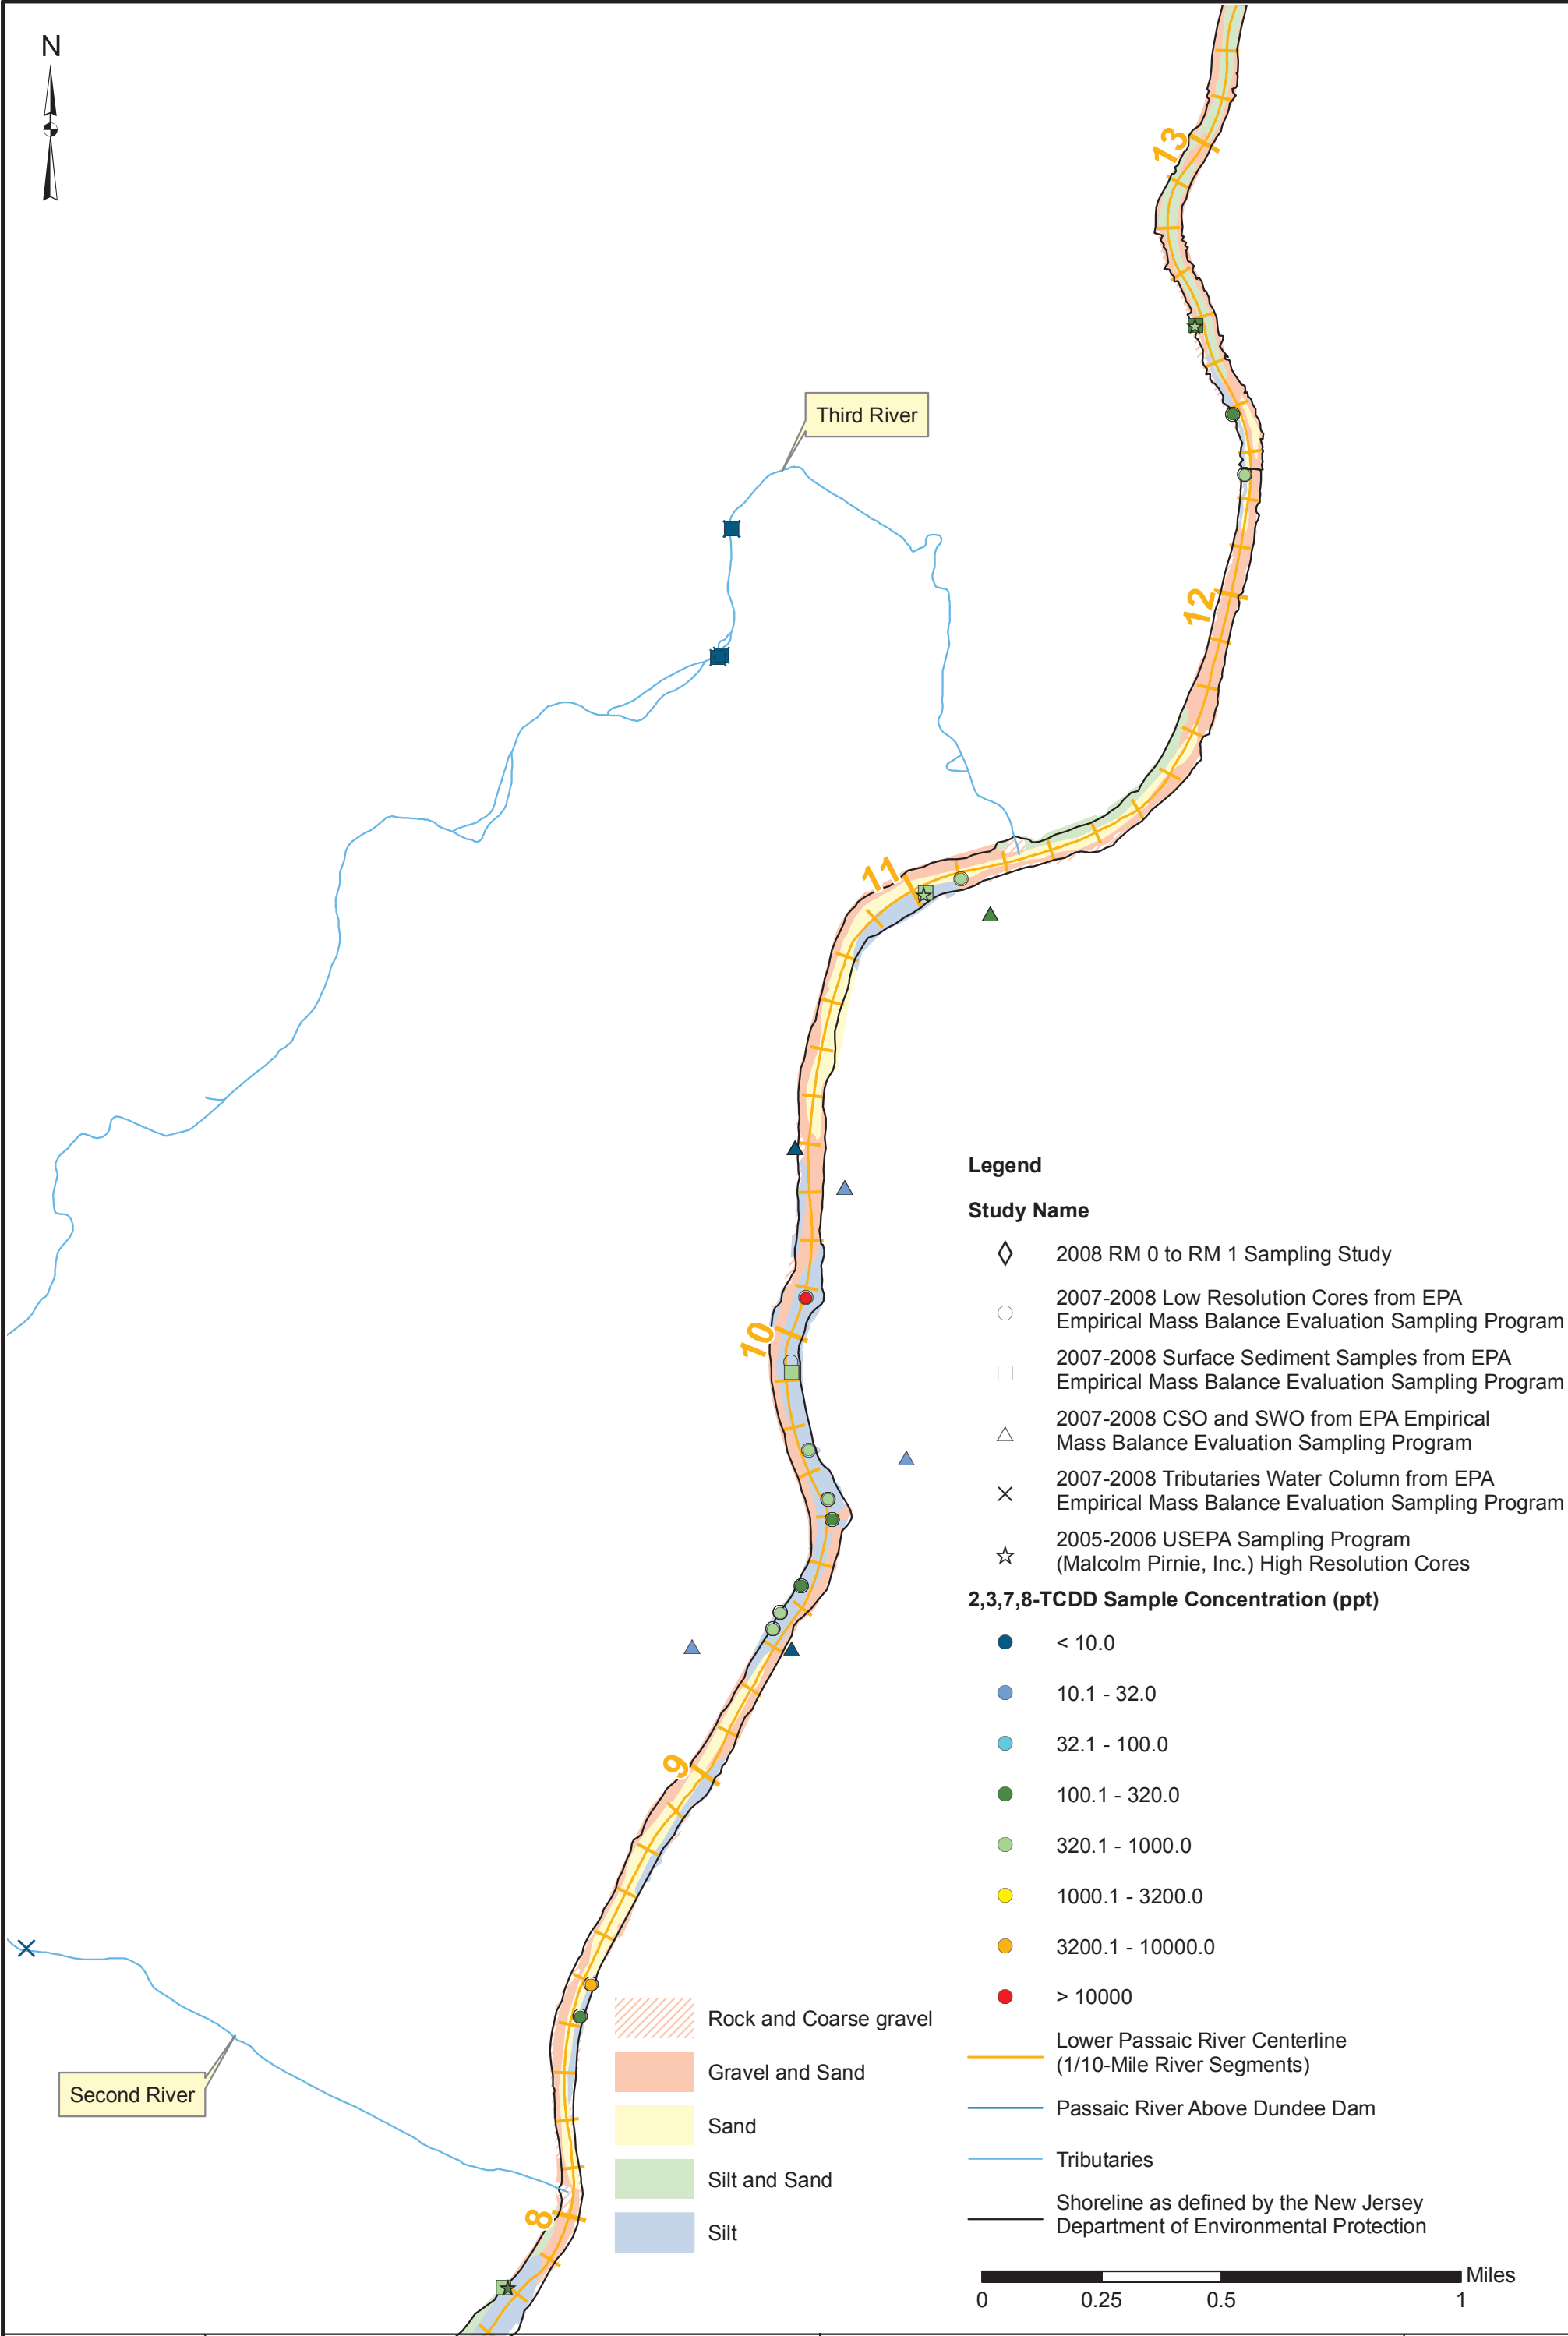 N
13
Third River
12
11
10
9
8
Second River
Legend
Study Name
2008 RM 0 to RM 1 Sampling Study
2007-2008 Low Resolution Cores from EPA
Empirical Mass Balance Evaluation Sampling Program
2007-2008 Surface Sediment Samples from EPA
Empirical Mass Balance Evaluation Sampling Program
2007-2008 CSO and SWO from EPA Empirical
Mass Balance Evaluation Sampling Program
2007-2008 Tributaries Water Column from EPA
Empirical Mass Balance Evaluation Sampling Program
2005-2006 USEPA Sampling Program
(Malcolm Pirnie, Inc.) High Resolution Cores
2,3,7,8-TCDD Sample Concentration (ppt)
< 10.0
10.1 - 32.0
32.1 - 100.0
100.1 - 320.0
320.1 - 1000.0
1000.1 - 3200.0
3200.1 - 10000.0
> 10000
Lower Passaic River Centerline
(1/10-Mile River Segments)
Passaic River Above Dundee Dam
Tributaries
Shoreline as defined by the New Jersey
Department of Environmental Protection
Rock and Coarse gravel
Gravel and Sand
Sand
Silt and Sand
Silt
Miles
0 0.25 0.5 1